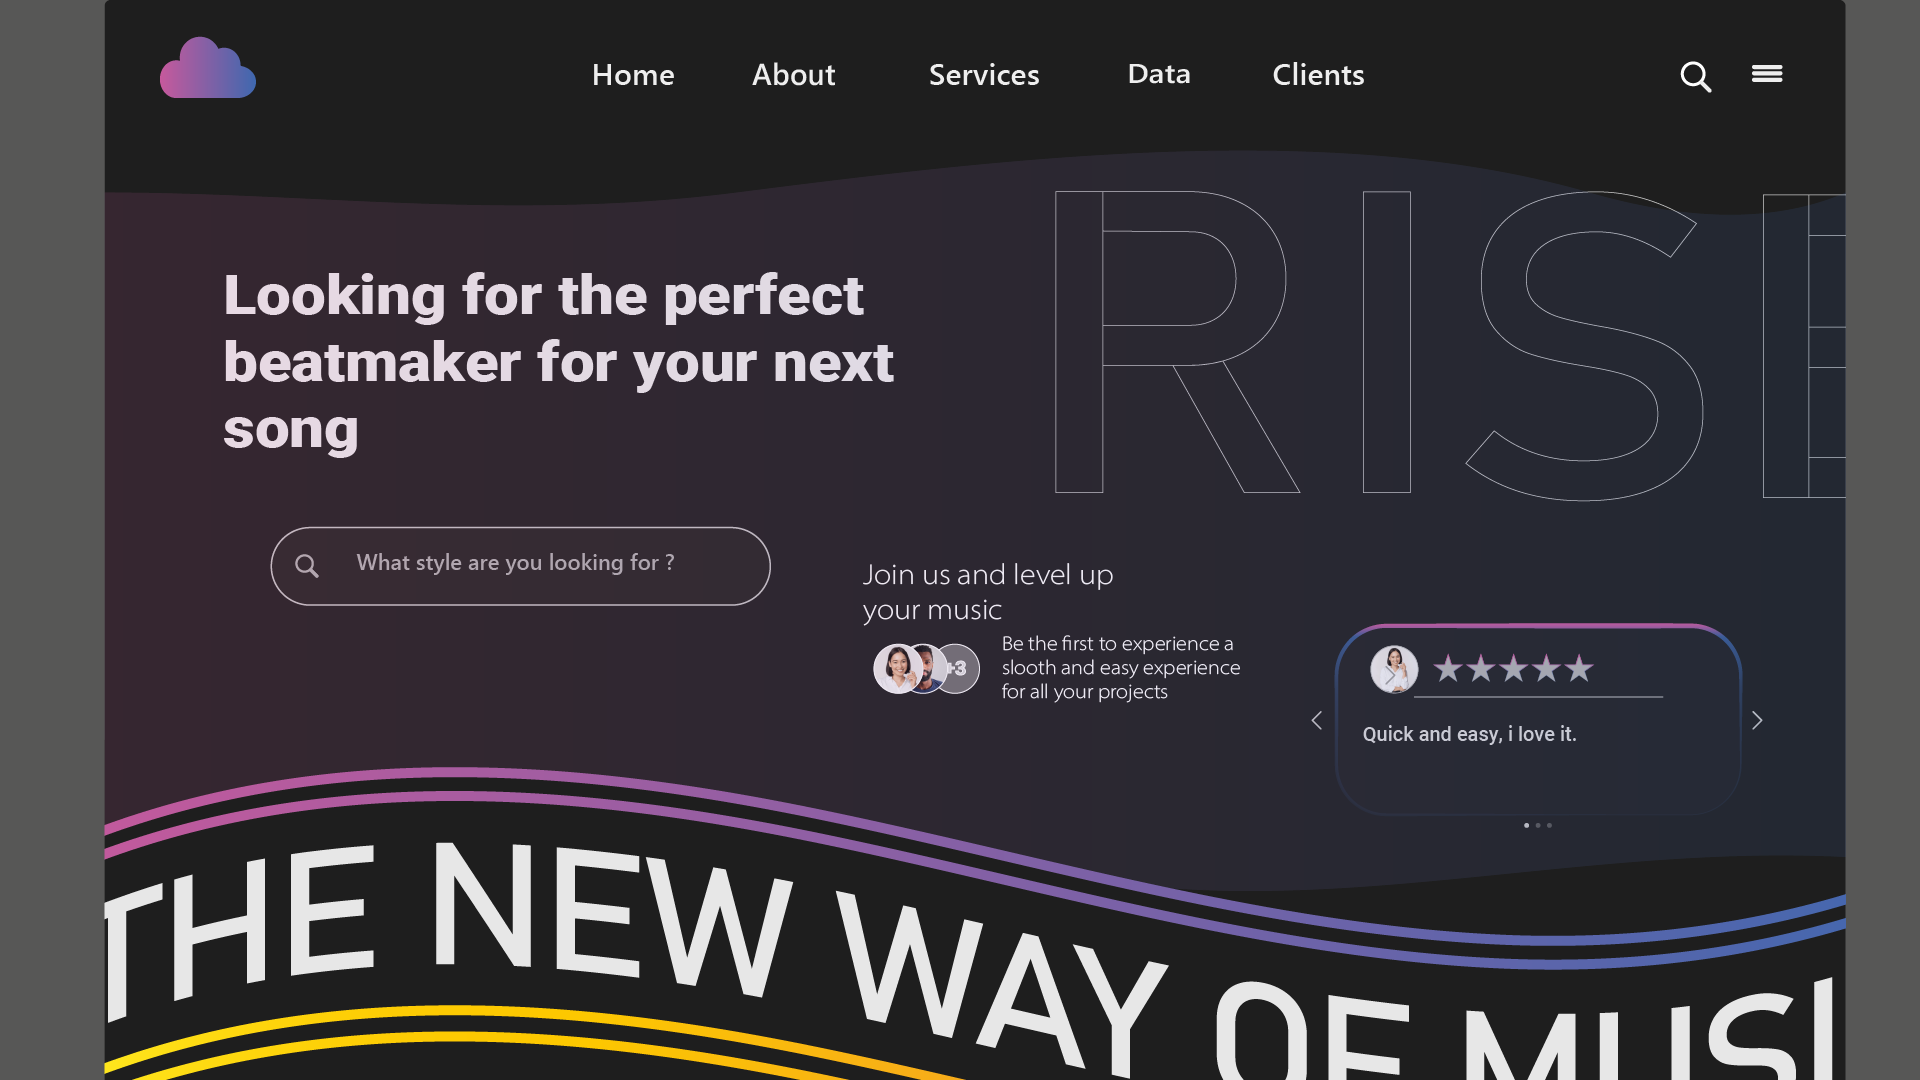 Home About Services Data Clients
RISE
Looking for the perfect
beatmaker for your next
song
What style are you looking for ?
Join us and level up
your music
+3
Be the first to experience a
slooth and easy experience
for all your projects
Quick and easy, i love it.
THE NEW WAY OF MUSI